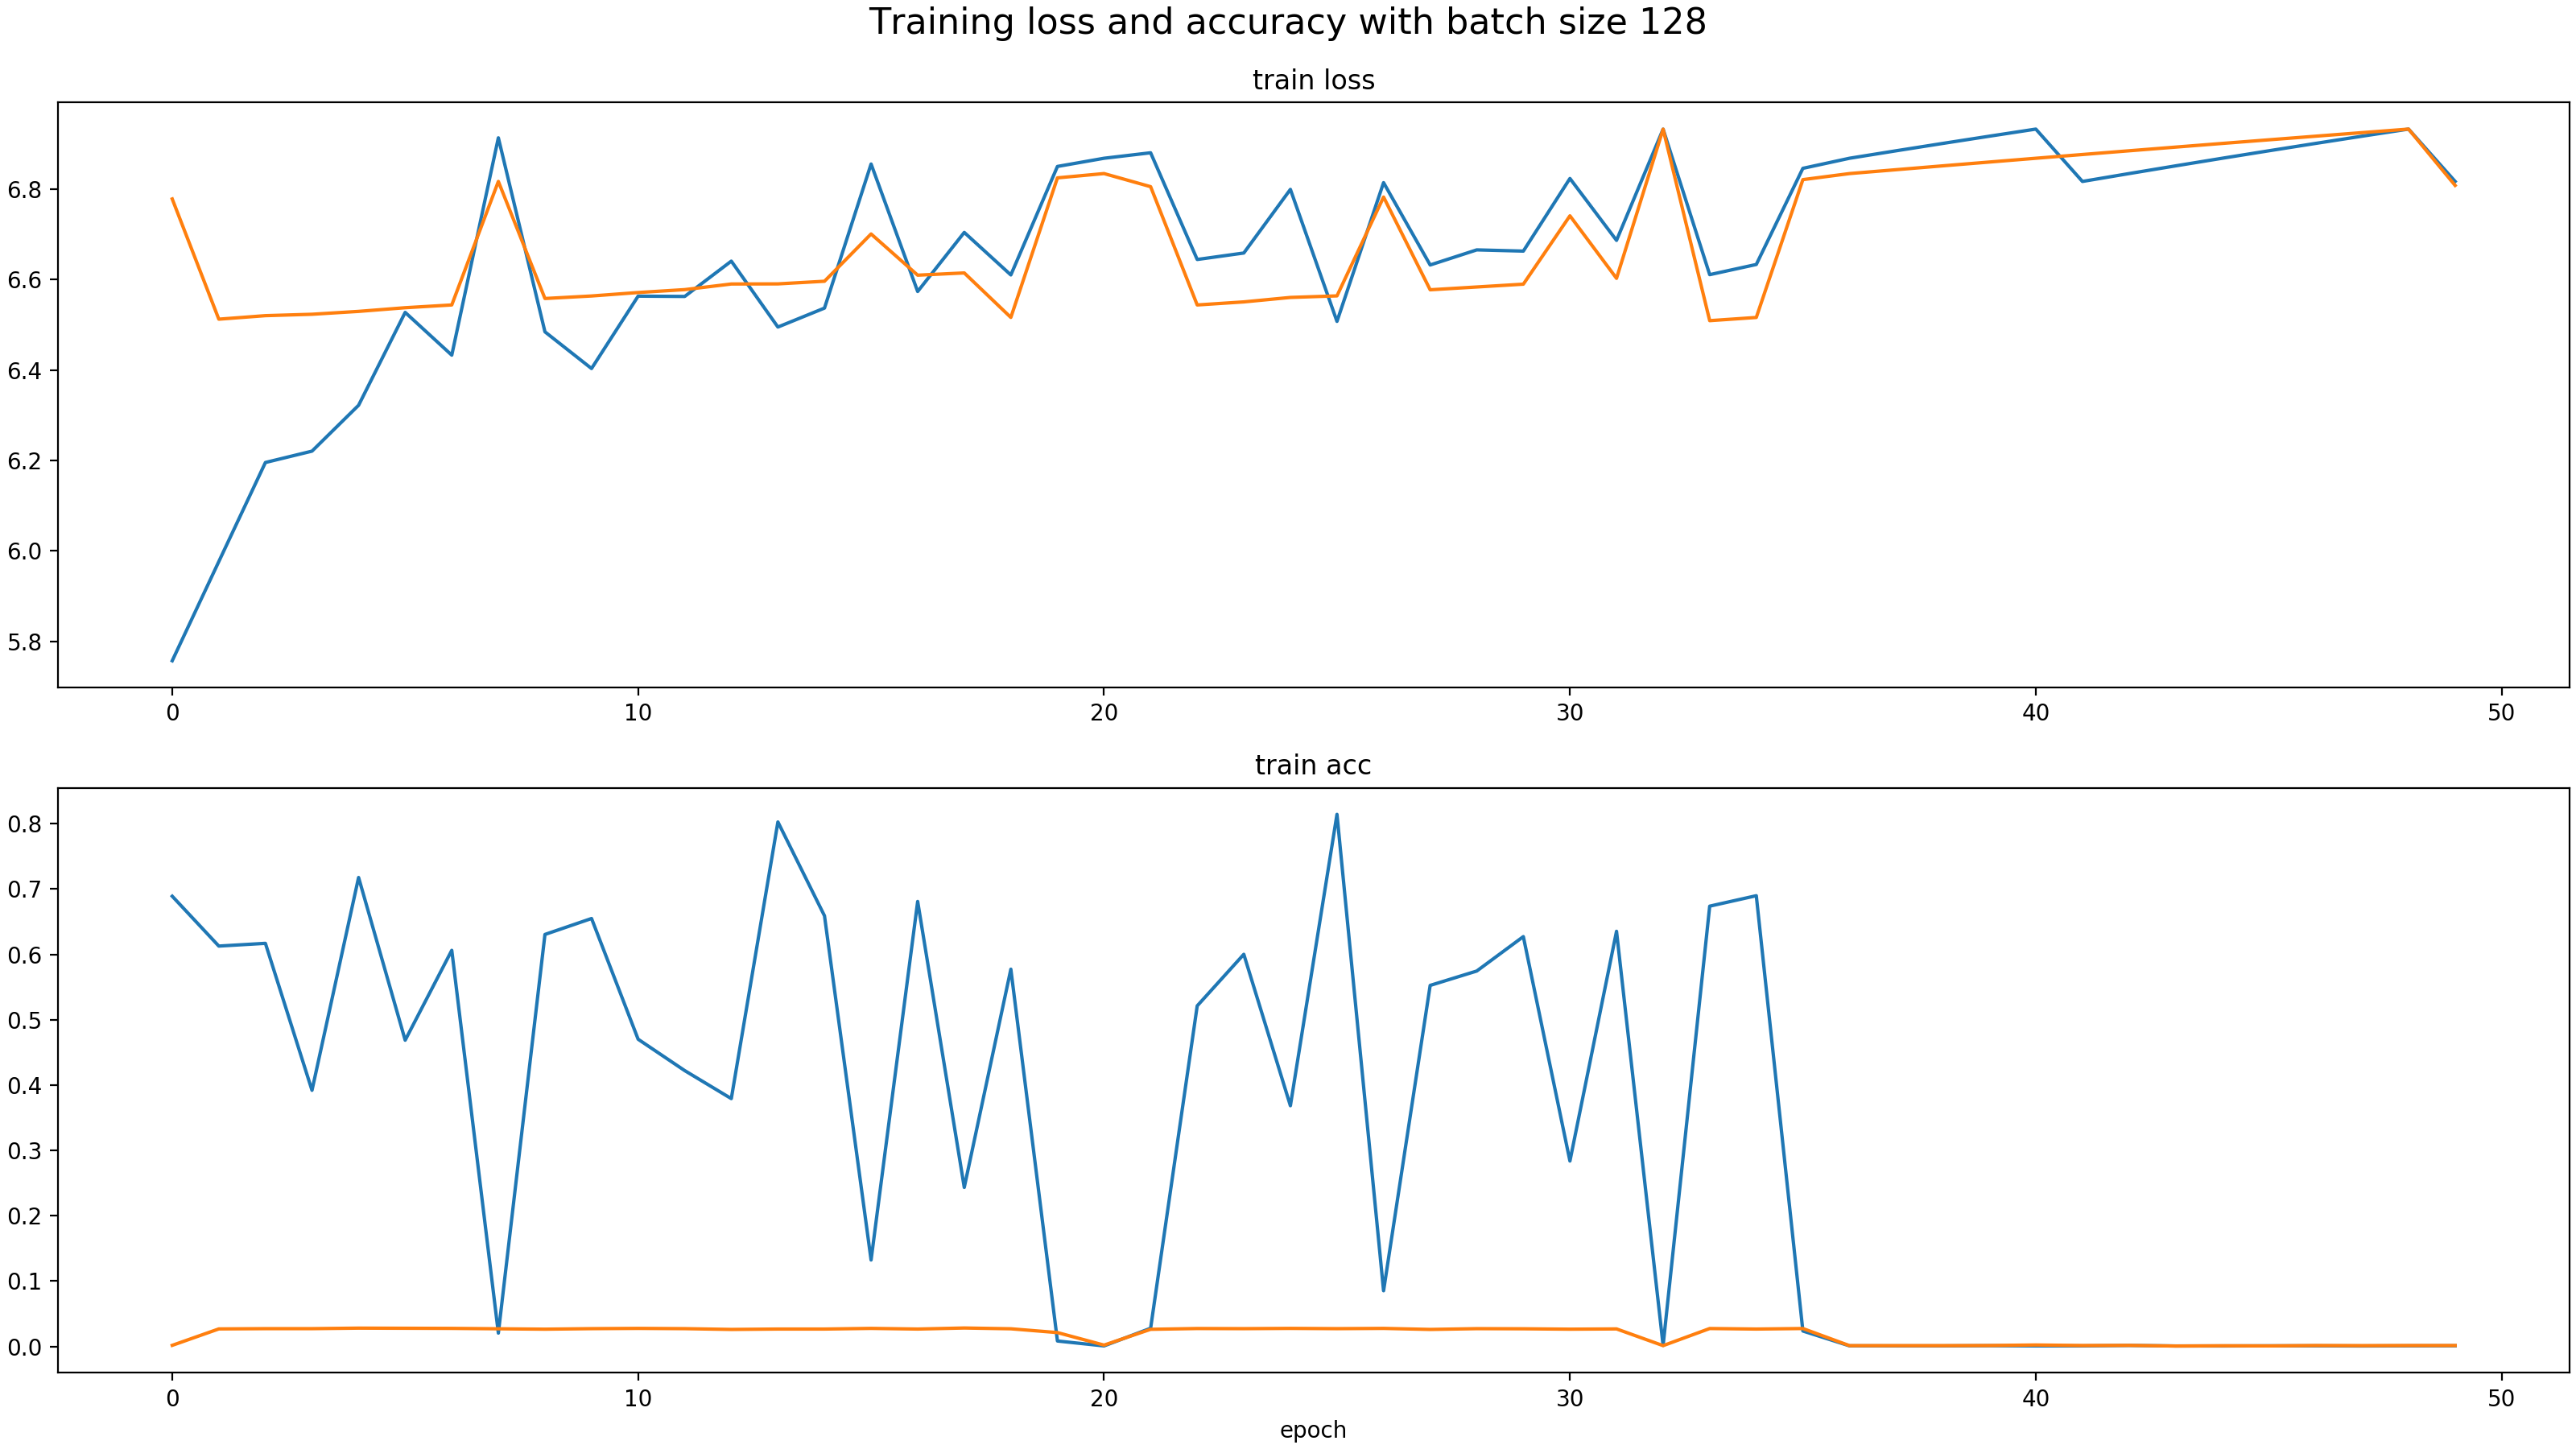 Training loss and accuracy with batch size 128
train loss
6.8
6.6
6.4
6.2
6.0
5.8
0 10 20 30 40 50
train acc
0.8
0.7
0.6
0.5
0.4
0.3
0.2
0.1
0.0
0 10 20 30 40 50
epoch